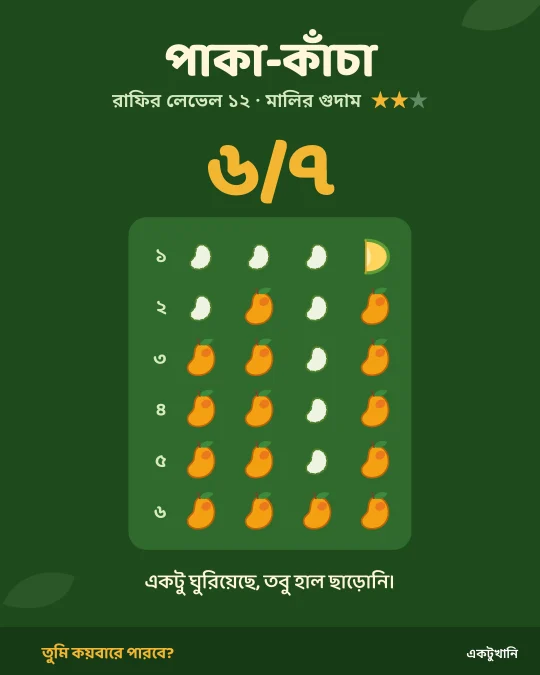 পাকা-কাঁচা
রাফির লেভেল ১২ · মালির গুদাম ★★★
৬/৭
১
২
৩
৪
৫
৬
একটু ঘুরিয়েছে, তবু হাল ছাড়োনি।
তুমি কয়বারে পারবে?
একটুখানি